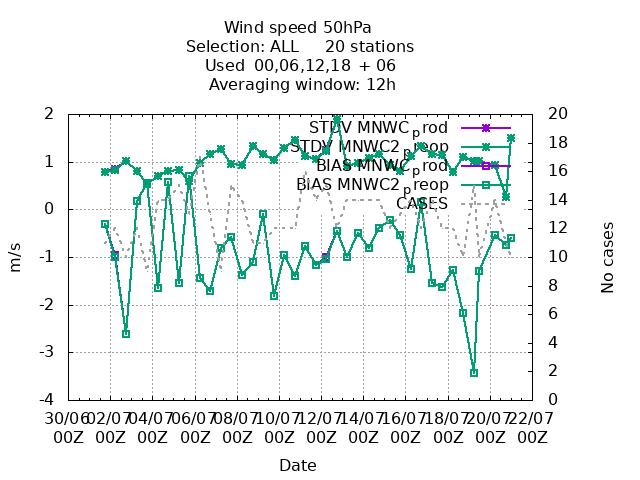 Wind speed 50hPa
Selection: ALL 20 stations
Used 00,06,12,18 + 06
Averaging window: 12h
STDV MNWC_prod
STDV MNWC2_preop
BIAS MNWC_prod
BIAS MNWC2_preop
CASES
2
1
0
-1
-2
-3
-4
m/s
20
18
16
14
12
10
8
6
4
2
0
No cases
30/06 02/07 04/07 06/07 08/07 10/07 12/07 14/07 16/07 18/07 20/07 22/07
00Z 00Z 00Z 00Z 00Z 00Z 00Z 00Z 00Z 00Z 00Z 00Z
Date